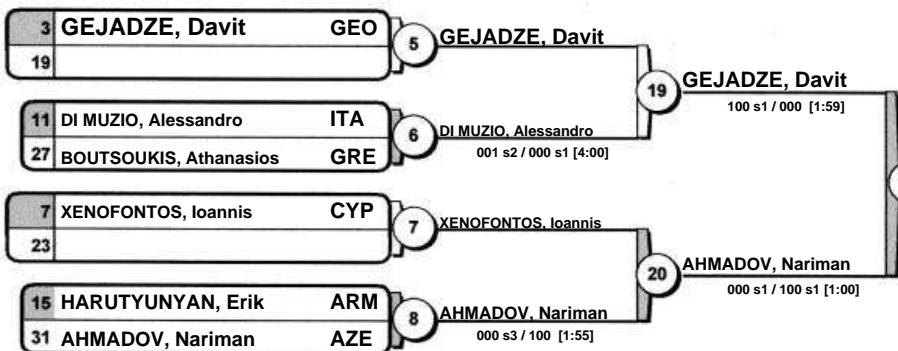 3 GEJADZE, Davit GEO
19
5
GEJADZE, Davit
11 DI MUZIO, Alessandro ITA
27 BOUTSOUKIS, Athanasios GRE
6
DI MUZIO, Alessandro
001 s2 / 000 s1 [4:00]
19
GEJADZE, Davit
100 s1 / 000 [1:59]
7 XENOFONTOS, Ioannis CYP
23
7
XENOFONTOS, Ioannis
15 HARUTYUNYAN, Erik ARM
31 AHMADOV, Nariman AZE
8
AHMADOV, Nariman
000 s3 / 100 [1:55]
20
AHMADOV, Nariman
000 s1 / 100 s1 [1:00]